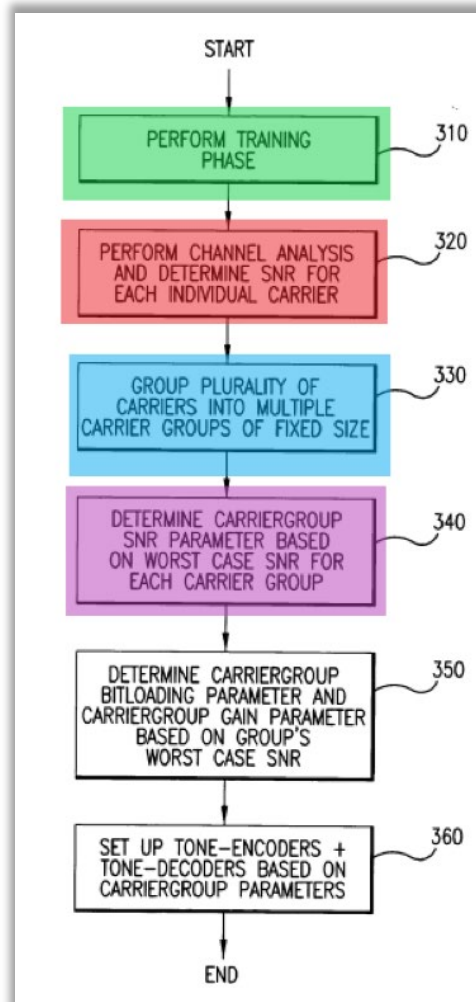 START
310
PERFORM TRAINING
PHASE
320
PERFORM CHANNEL ANALYSIS
AND DETERMINE SNR FOR
EACH INDIVIDUAL CARRIER
330
GROUP PLURALITY OF
CARRIERS INTO MULTIPLE
CARRIER GROUPS OF FIXED SIZE
340
DETERMINE CARRIERGROUP
SNR PARAMETER BASED
ON WORST CASE SNR FOR
EACH CARRIER GROUP
350
DETERMINE CARRIERGROUP
BITLOADING PARAMETER AND
CARRIERGROUP GAIN PARAMETER
BASED ON GROUP'S
WORST CASE SNR
360
SET UP TONE-ENCODERS +
TONE-DECODERS BASED ON
CARRIERGROUP PARAMETERS
END